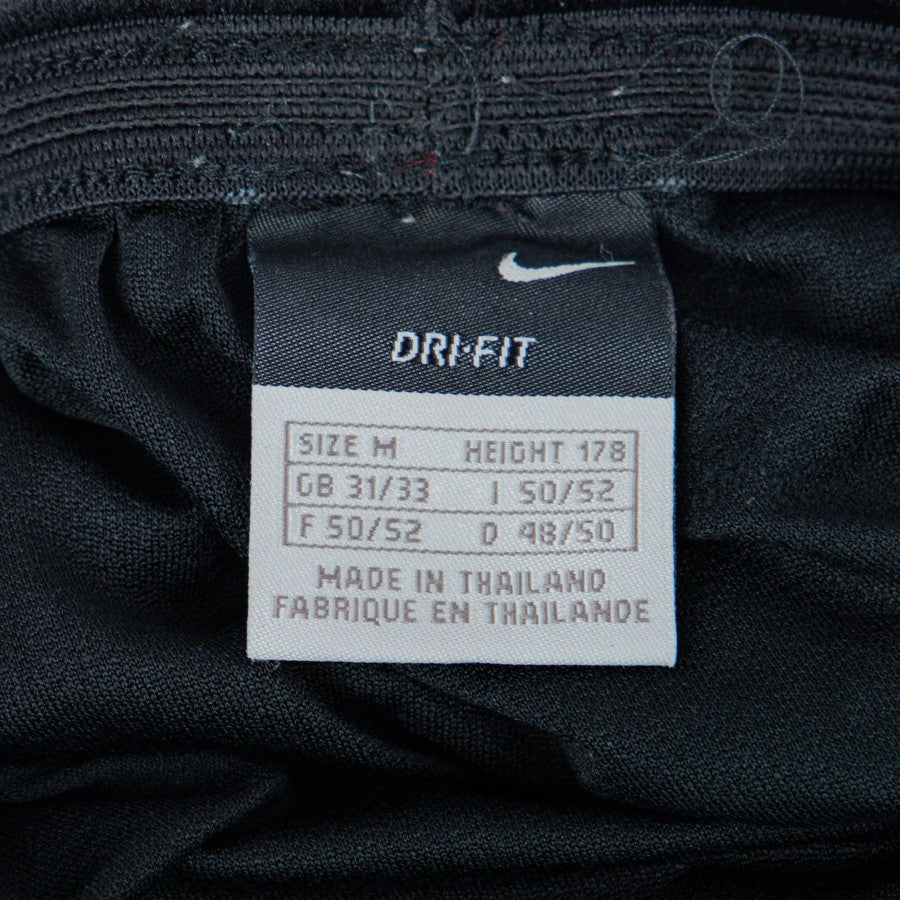 DRI-FIT
SIZE M HEIGHT 178
GB 31/33 I 50/52
F 50/52 D 48/50
MADE IN THAILAND
FABRIQUE EN THAILANDE